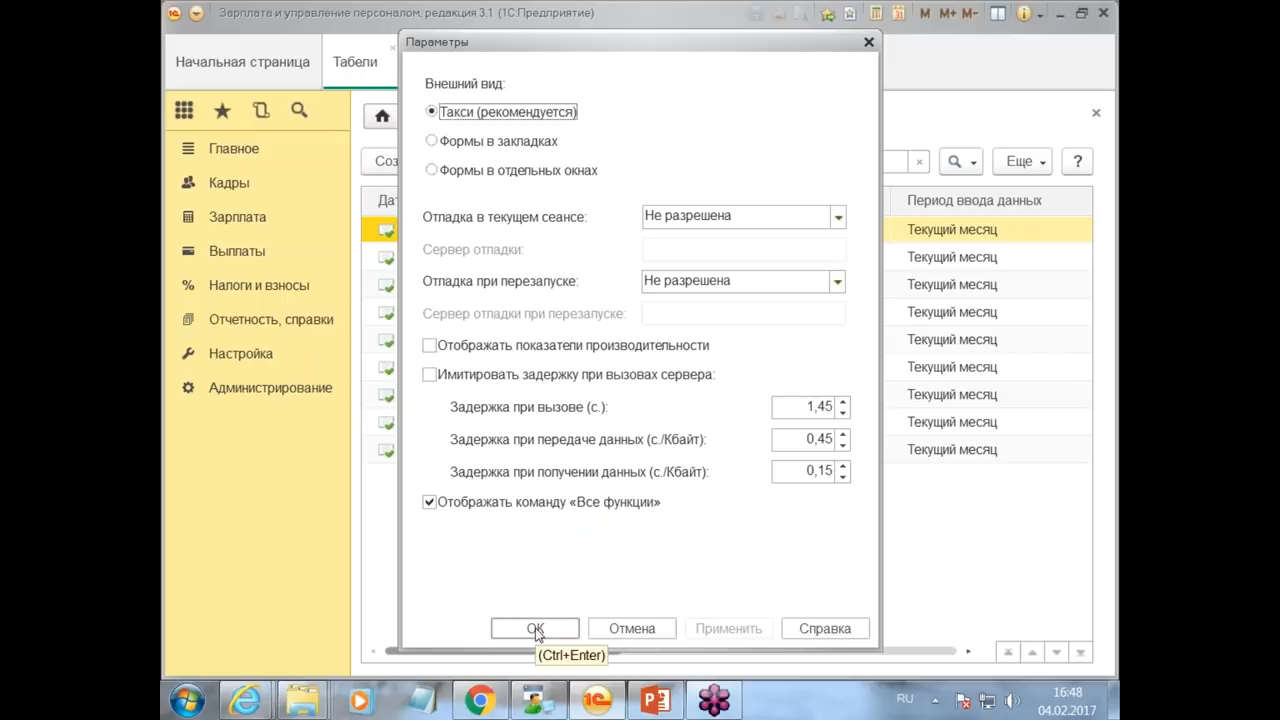 Зарплата и управление персоналом, редакция 3.1 (1С:Предприятие)
M M+ M-
Начальная страница
Табели
Параметры
Главное
Кадры
Зарплата
Выплаты
Налоги и взносы
Отчетность, справки
Настройка
Администрирование
Соз
Еще
?
Дат
Период ввода данных
Текущий месяц
Текущий месяц
Текущий месяц
Текущий месяц
Текущий месяц
Текущий месяц
Текущий месяц
Текущий месяц
Текущий месяц
Внешний вид:
Такси (рекомендуется)
Формы в закладках
Формы в отдельных окнах
Отладка в текущем сеансе: Не разрешена
Сервер отладки:
Отладка при перезапуске: Не разрешена
Сервер отладки при перезапуске:
Отображать показатели производительности
Имитировать задержку при вызовах сервера:
Задержка при вызове (с.): 1,45
Задержка при передаче данных (с./Кбайт): 0,45
Задержка при получении данных (с./Кбайт): 0,15
Отображать команду «Все функции»
ОК
Отмена
Применить
Справка
(Ctrl+Enter)
RU
16:48
04.02.2017